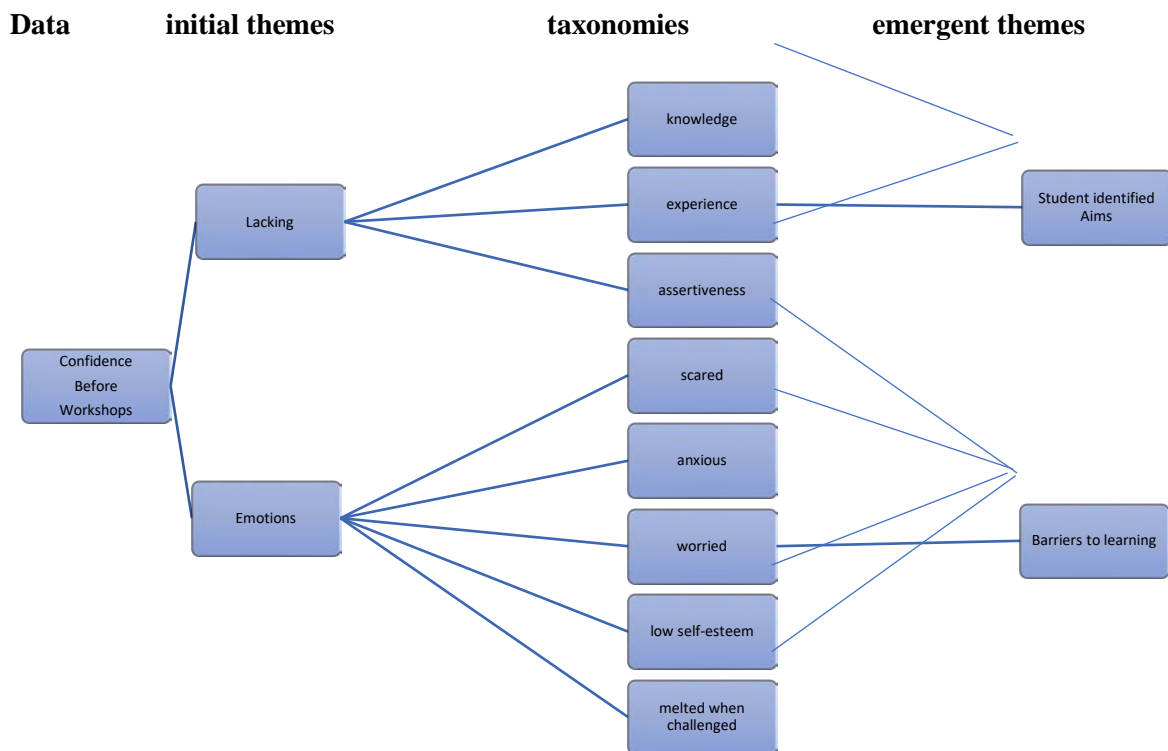 Data initial themes taxonomies emergent themes
knowledge
experience
Student identified
Aims
Lacking
assertiveness
Confidence
Before
Workshops
scared
anxious
Emotions
worried
Barriers to learning
low self-esteem
melted when
challenged